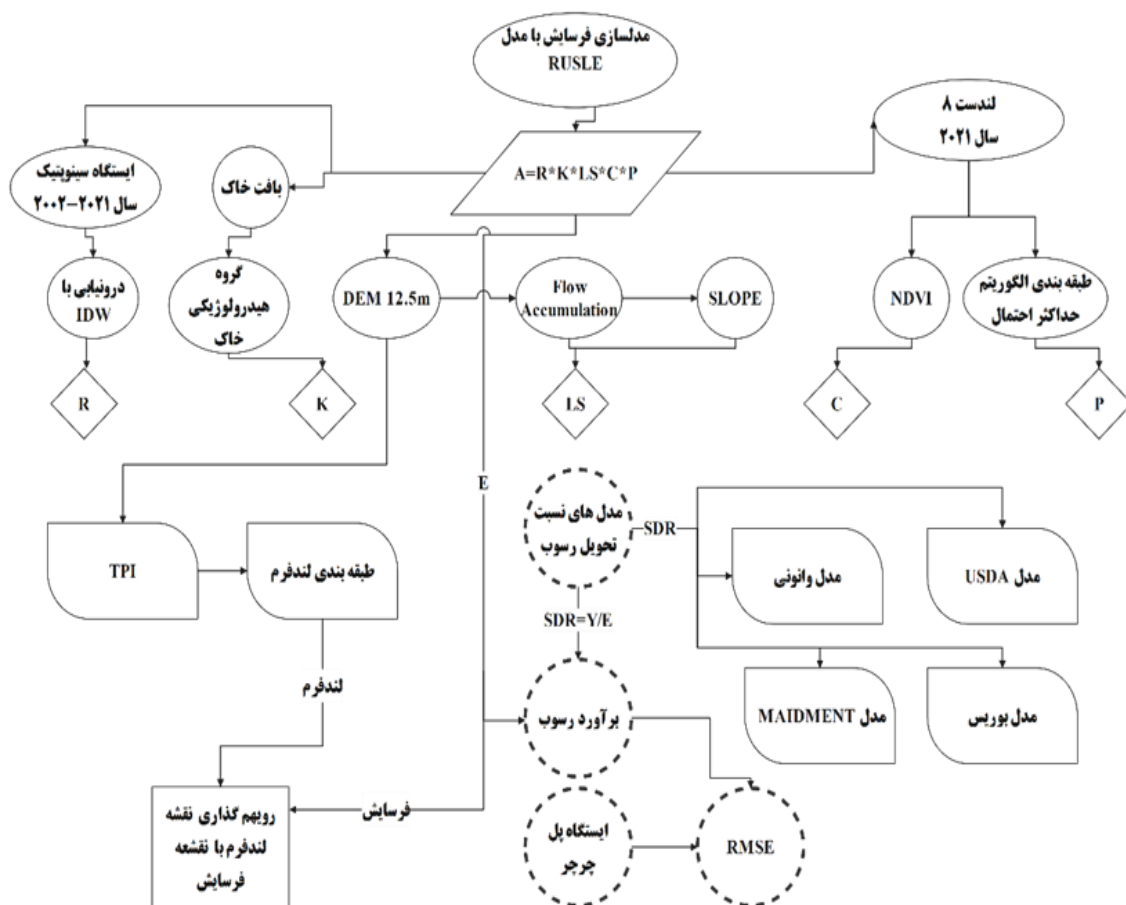 مدلسازی فرسایش با مدل
RUSLE
لندست ۸
سال ۲۰۲۱
A=R*K*LS*C*P
ایستگاه سینوپتیک
سال ۲۰۲۱–۲۰۰۲
بافت خاک
درونیابی با
IDW
گروه
هیدرولوژیکی
خاک
DEM 12.5m
Flow
Accumulation
SLOPE
NDVI
طبقه بندی الگوریتم
حداکثر احتمال
R
K
LS
C
P
E
مدل های نسبت
تحویل رسوب
SDR
مدل وانونی
مدل USDA
TPI
طبقه بندی لندفرم
SDR=Y/E
لندفرم
برآورد رسوب
مدل MAIDMENT
مدل بوریس
فرسایش
رویهم گذاری نقشه
لندفرم با نقشعه
فرسایش
ایستگاه پل
چرچر
RMSE